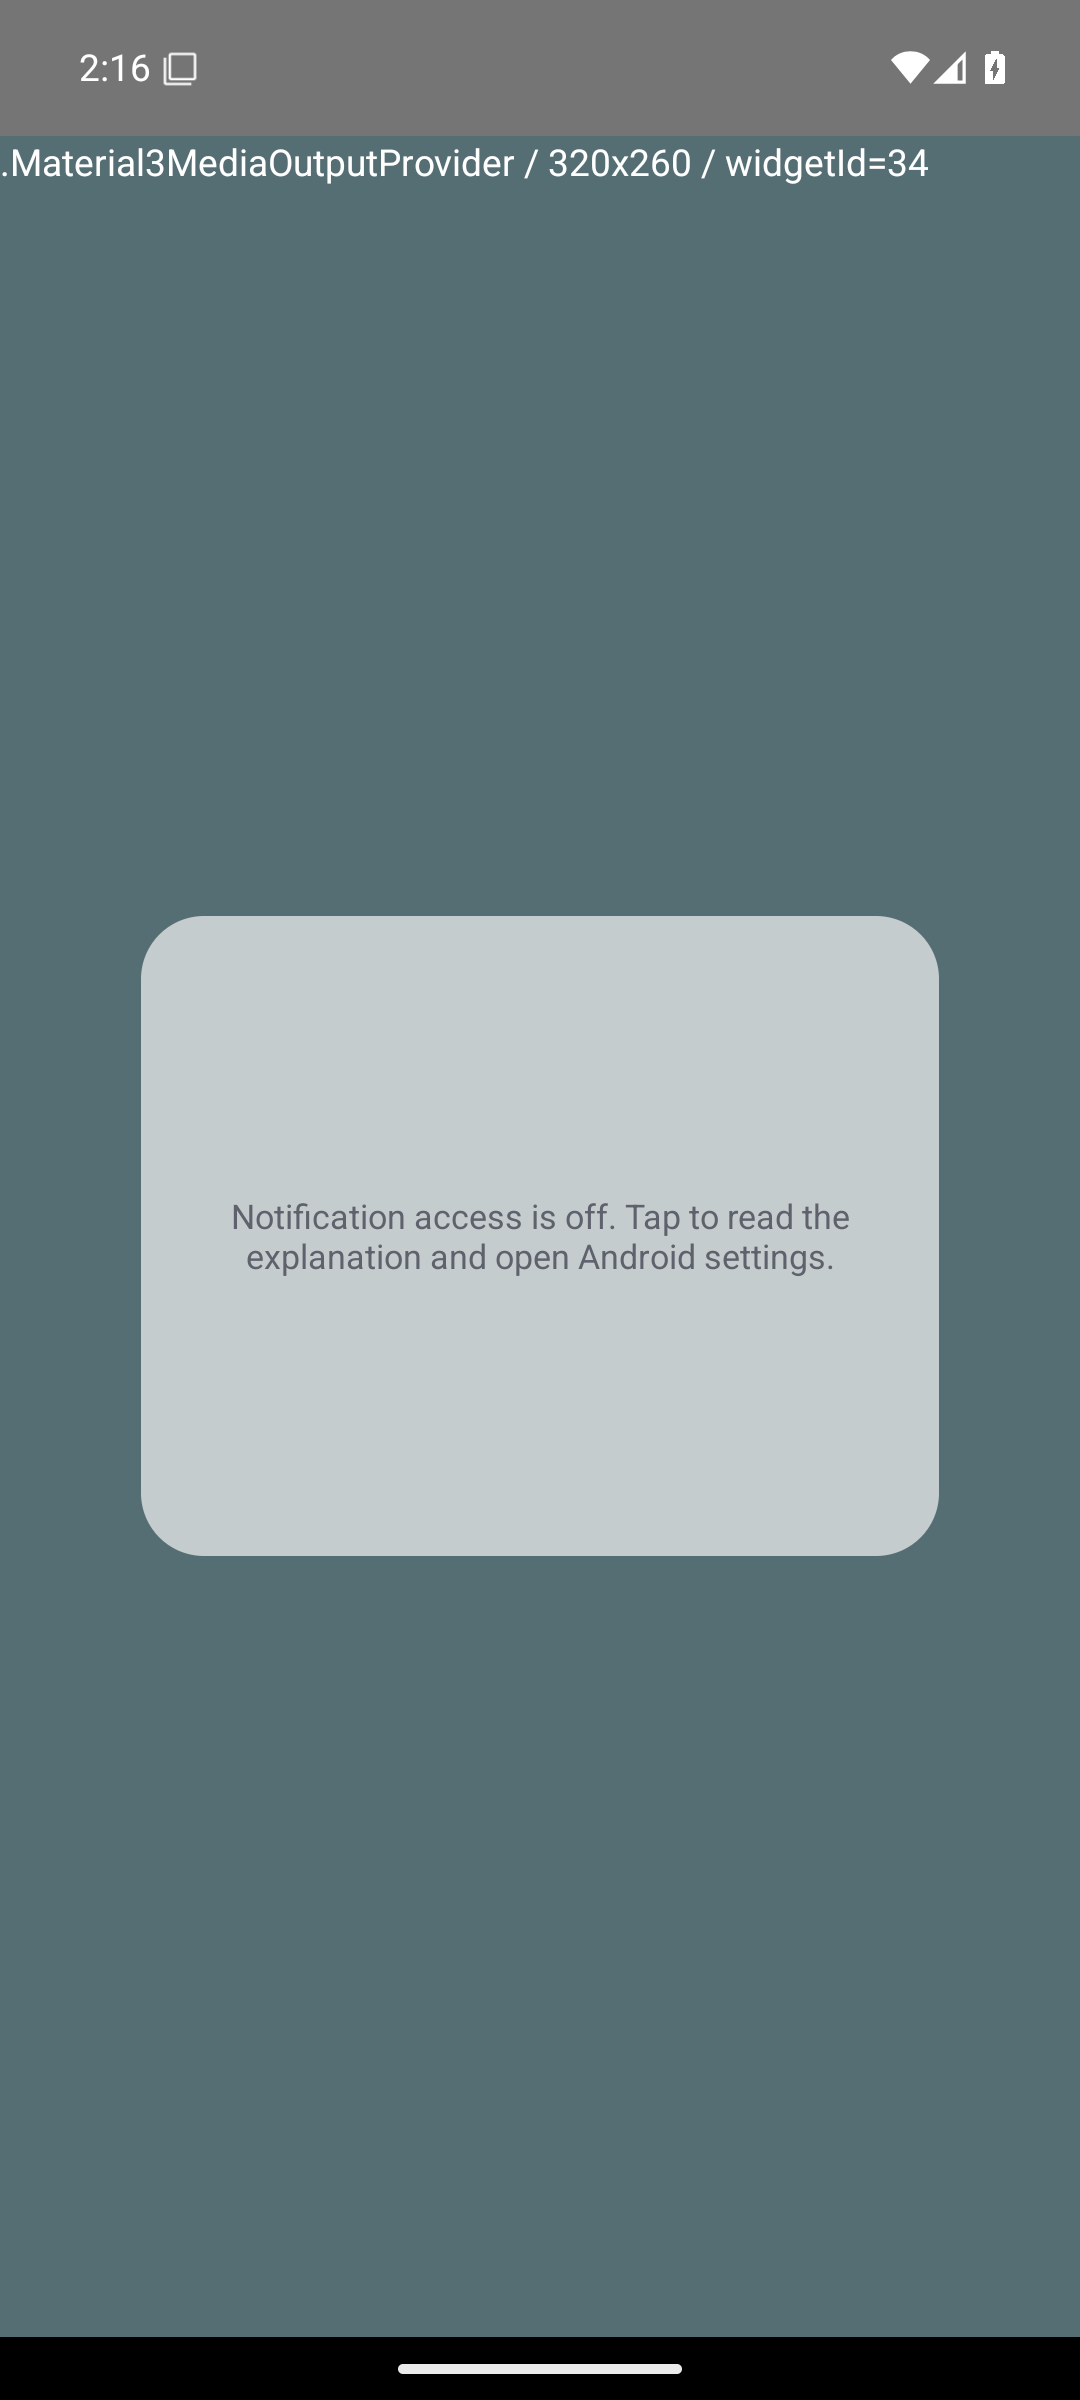 2:16
.Material3MediaOutputProvider / 320x260 / widgetId=34
Notification access is off. Tap to read the
explanation and open Android settings.